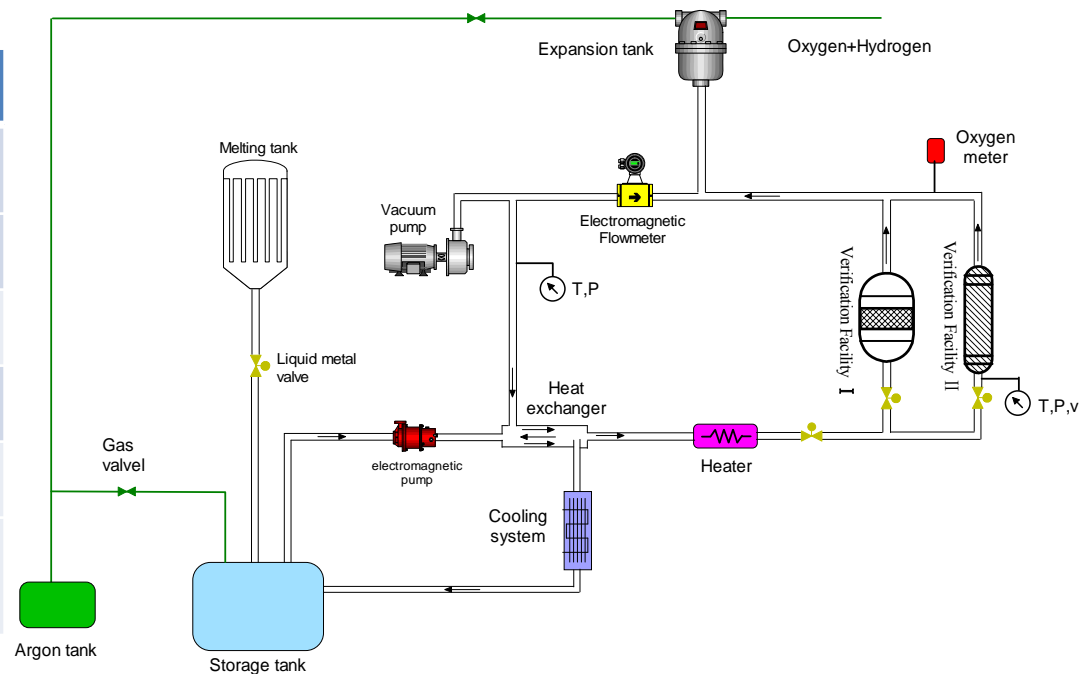 Expansion tank
Oxygen+Hydrogen
Melting tank
Oxygen
meter
Vacuum
pump
Electromagnetic
Flowmeter
T,P
Verification Facility I
Verification Facility II
Liquid metal
valve
Heat
exchanger
T,P,v
Gas
valvel
electromagnetic
pump
Heater
Cooling
system
Argon tank
Storage tank